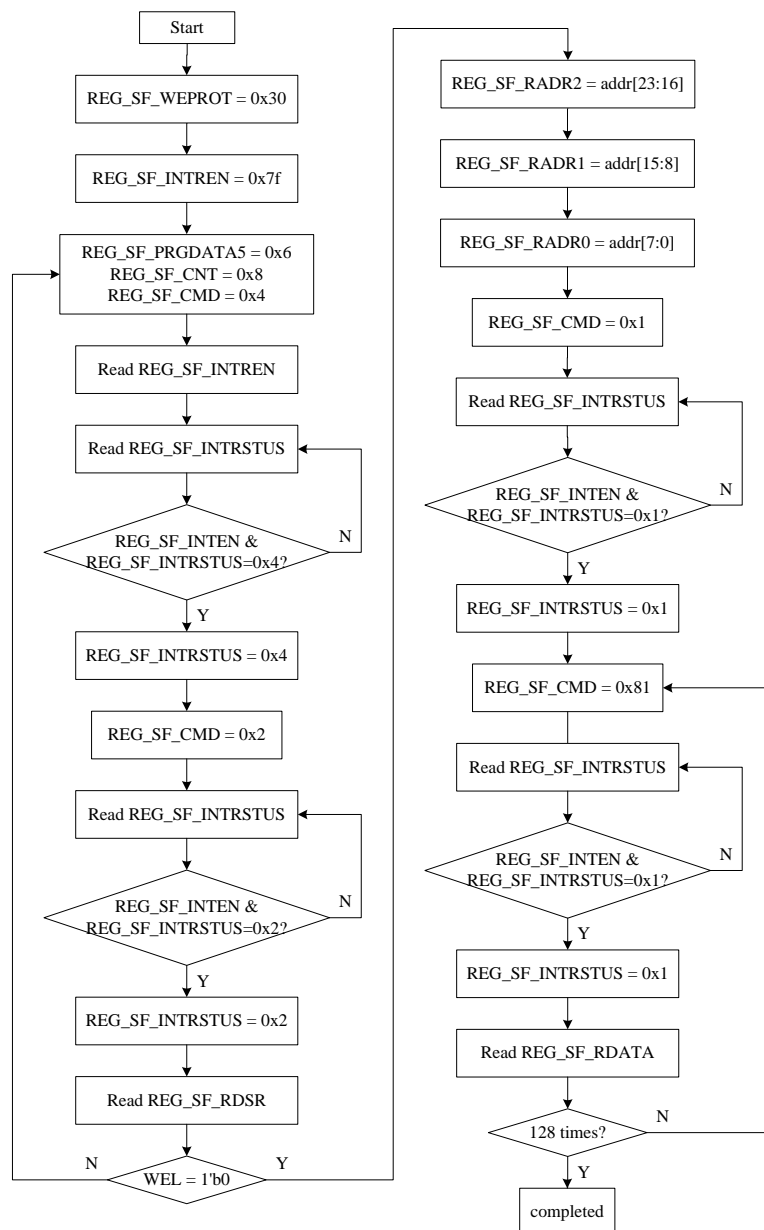 Start
REG_SF_WEPROT = 0x30
REG_SF_INTREN = 0x7f
REG_SF_PRGDATA5 = 0x6
REG_SF_CNT = 0x8
REG_SF_CMD = 0x4
Read REG_SF_INTREN
Read REG_SF_INTRSTUS
REG_SF_INTEN &
REG_SF_INTRSTUS=0x4?
N
Y
REG_SF_INTRSTUS = 0x4
REG_SF_CMD = 0x2
Read REG_SF_INTRSTUS
REG_SF_INTEN &
REG_SF_INTRSTUS=0x2?
N
Y
REG_SF_INTRSTUS = 0x2
Read REG_SF_RDSR
N
WEL = 1'b0
Y
REG_SF_RADR2 = addr[23:16]
REG_SF_RADR1 = addr[15:8]
REG_SF_RADR0 = addr[7:0]
REG_SF_CMD = 0x1
Read REG_SF_INTRSTUS
REG_SF_INTEN &
REG_SF_INTRSTUS=0x1?
N
Y
REG_SF_INTRSTUS = 0x1
REG_SF_CMD = 0x81
Read REG_SF_INTRSTUS
REG_SF_INTEN &
REG_SF_INTRSTUS=0x1?
N
Y
REG_SF_INTRSTUS = 0x1
Read REG_SF_RDATA
128 times?
N
Y
completed